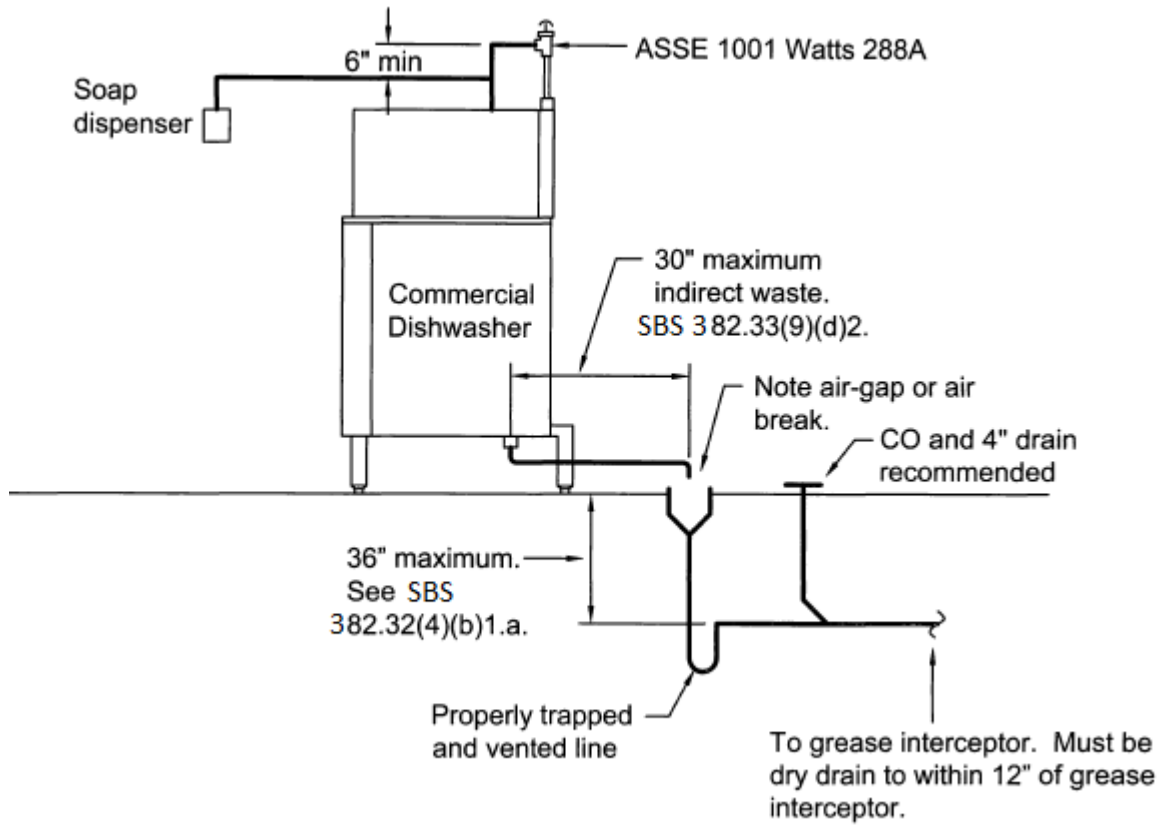 ASSE 1001 Watts 288A
6" min
Soap
dispenser
30" maximum
indirect waste.
SBS 382.33(9)(d)2.
Commercial
Dishwasher
Note air-gap or air
break.
CO and 4" drain
recommended
36" maximum.
See SBS
382.32(4)(b)1.a.
Properly trapped
and vented line
To grease interceptor. Must be
dry drain to within 12" of grease
interceptor.